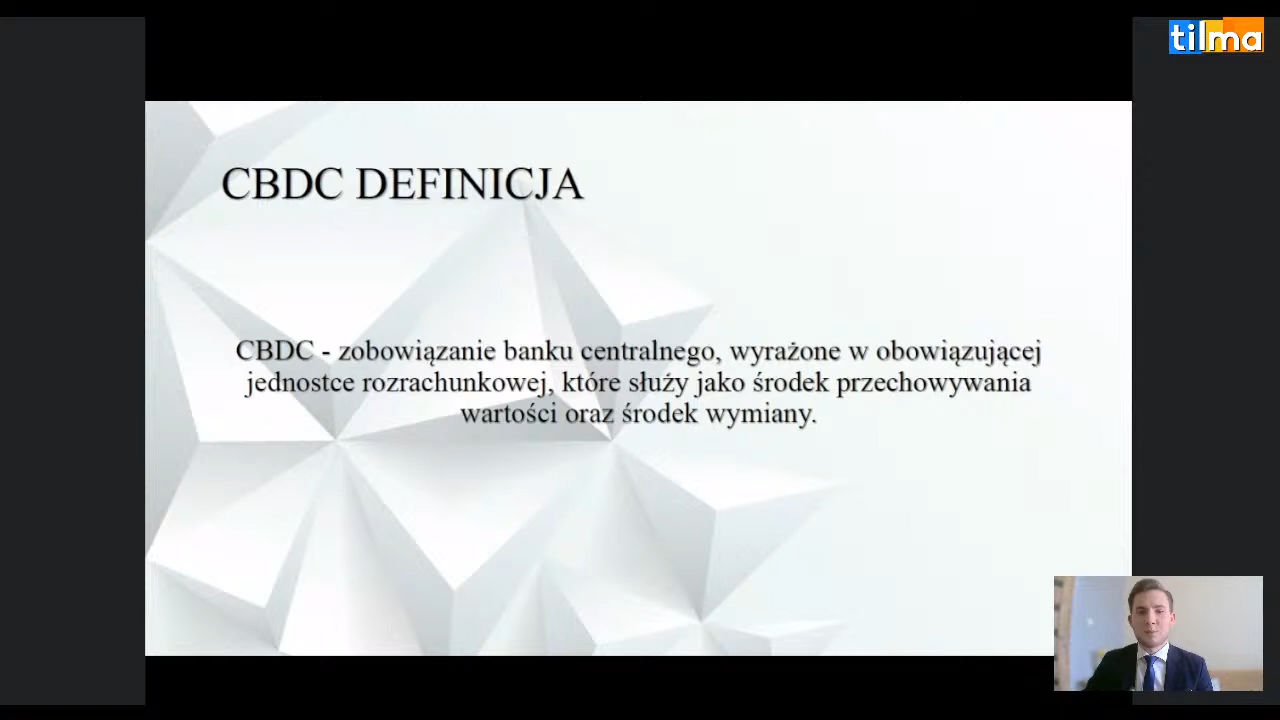 tilma
CBDC DEFINICJA
CBDC - zobowiązanie banku centralnego, wyrażone w obowiązującej
jednostce rozrachunkowej, które służy jako środek przechowywania
wartości oraz środek wymiany.